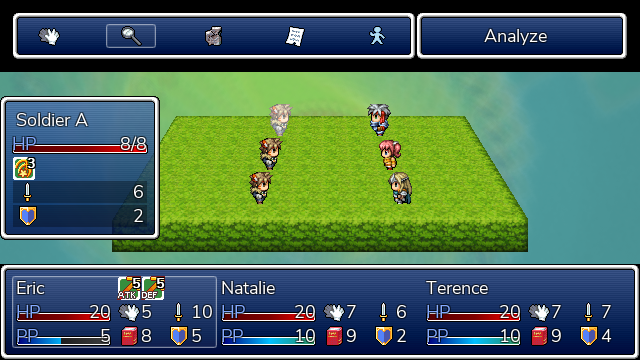 Analyze
Soldier A
HP 8/8
3
6
2
Eric ATK 5 DEF 5 Natalie Terence
HP 20 5 10 HP 20 7 6 HP 20 7 7
PP 5 8 5 PP 10 9 2 PP 10 9 4